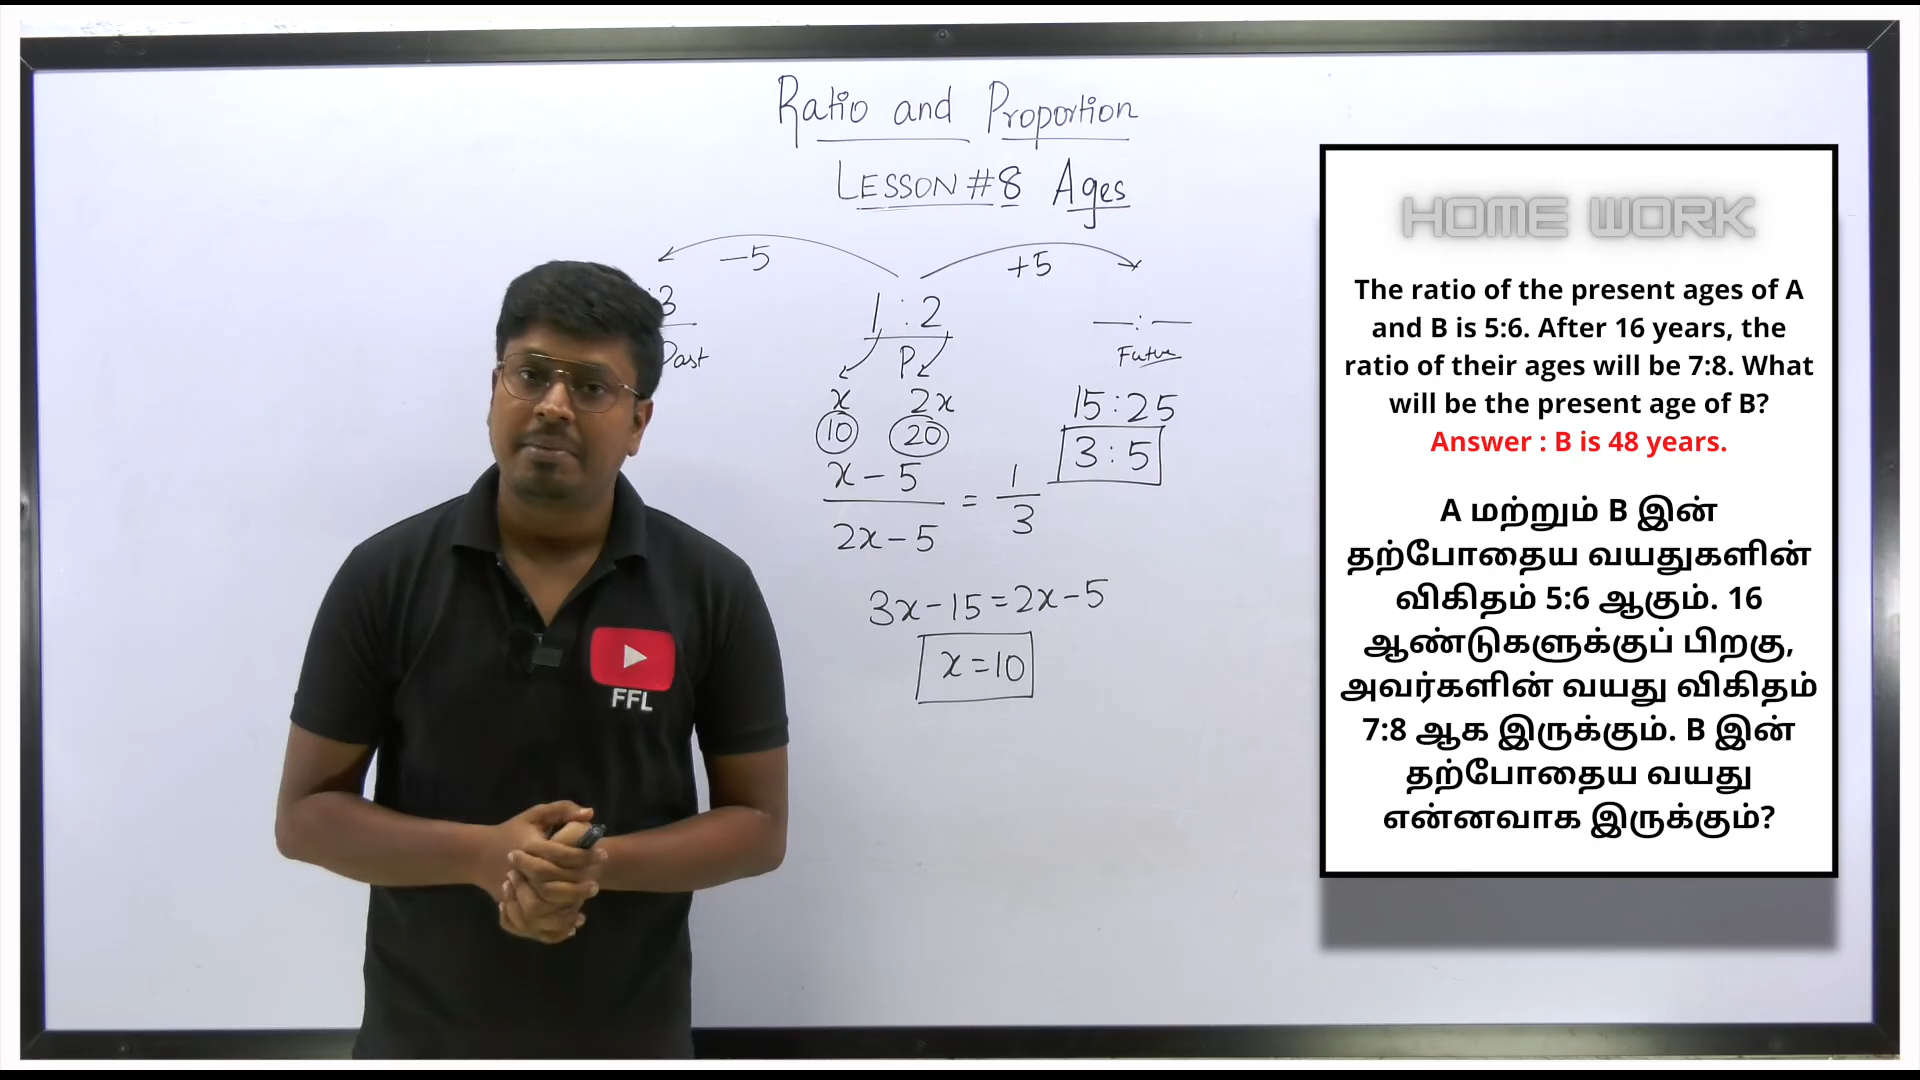 Ratio and Proportion
LESSON #8 Ages
-5
+5
:3
1 : 2
__:__
Past
P
Future
x 2x
10 20
15:25
3:5
x-5
2x-5
=
1
3
3x-15=2x-5
x=10
FFL
HOME WORK
The ratio of the present ages of A
and B is 5:6. After 16 years, the
ratio of their ages will be 7:8. What
will be the present age of B?
Answer : B is 48 years.
A மற்றும் B இன்
தற்போதைய வயதுகளின்
விகிதம் 5:6 ஆகும். 16
ஆண்டுகளுக்குப் பிறகு,
அவர்களின் வயது விகிதம்
7:8 ஆக இருக்கும். B இன்
தற்போதைய வயது
என்னவாக இருக்கும்?